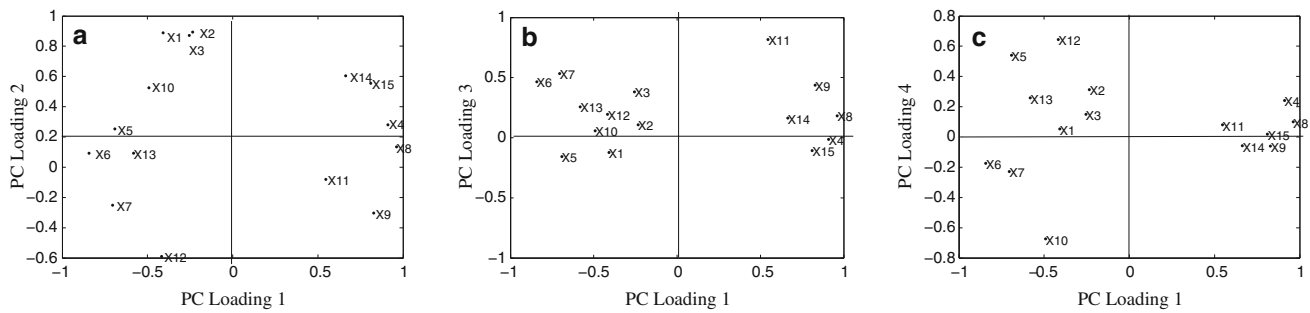 a
1
0.8
0.6
0.4
0.2
0
−0.2
−0.4
−0.6
PC Loading 2
X1
X2
X3
X14
X15
X10
X4
X5
X8
X6
X13
X11
X7
X9
X12
−1
−0.5
0
0.5
1
PC Loading 1
b
1
0.5
0
−0.5
−1
PC Loading 3
X11
X7
X6
X9
X3
X13
X12
X14
X8
X2
X10
X4
X1
X15
X5
−1
−0.5
0
0.5
1
PC Loading 1
c
0.8
0.6
0.4
0.2
0
−0.2
−0.4
−0.6
−0.8
PC Loading 4
X12
X5
X2
X13
X4
X3
X8
X11
X1
X15
X14
X9
X6
X7
X10
−1
−0.5
0
0.5
1
PC Loading 1